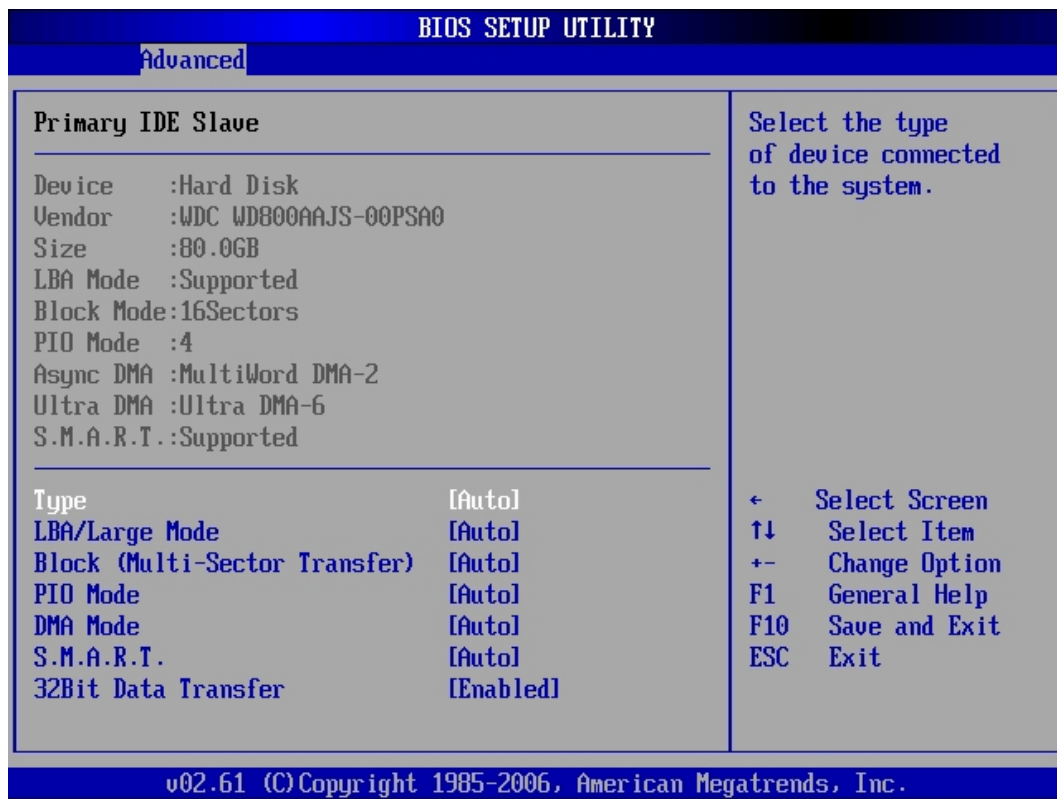 BIOS SETUP UTILITY
Advanced
Primary IDE Slave
Device :Hard Disk
Vendor :WDC WD800AAJS-00PSA0
Size :80.0GB
LBA Mode :Supported
Block Mode:16Sectors
PIO Mode :4
Async DMA :MultiWord DMA-2
Ultra DMA :Ultra DMA-6
S.M.A.R.T.:Supported
Type [Auto]
LBA/Large Mode [Auto]
Block (Multi-Sector Transfer) [Auto]
PIO Mode [Auto]
DMA Mode [Auto]
S.M.A.R.T. [Auto]
32Bit Data Transfer [Enabled]
Select the type
of device connected
to the system.
← Select Screen
↑↓ Select Item
+- Change Option
F1 General Help
F10 Save and Exit
ESC Exit
v02.61 (C)Copyright 1985-2006, American Megatrends, Inc.